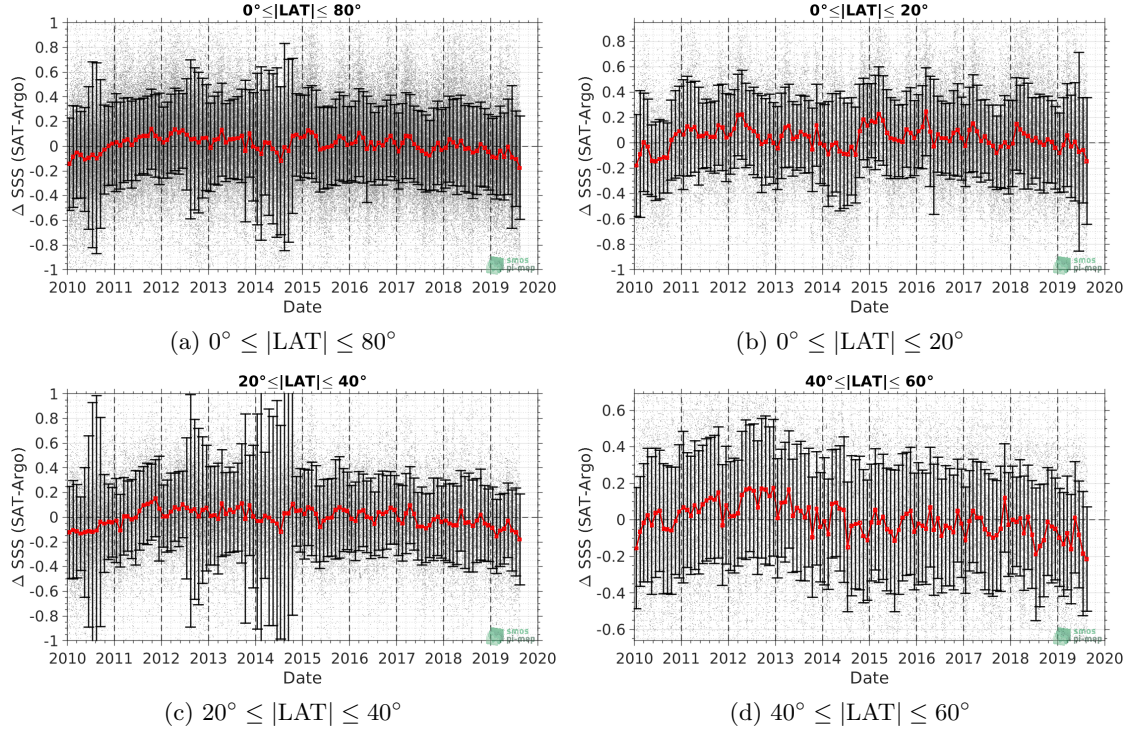 0°≤|LAT|≤ 80°
Δ SSS (SAT-Argo)
1
0.8
0.6
0.4
0.2
0
-0.2
-0.4
-0.6
-0.8
-1
2010 2011 2012 2013 2014 2015 2016 2017 2018 2019 2020
Date
smos
pi-mep
(a) 0° ≤ |LAT| ≤ 80°
0°≤|LAT|≤ 20°
Δ SSS (SAT-Argo)
1
0.8
0.6
0.4
0.2
0
-0.2
-0.4
-0.6
-0.8
-1
2010 2011 2012 2013 2014 2015 2016 2017 2018 2019 2020
Date
smos
pi-mep
(b) 0° ≤ |LAT| ≤ 20°
20°≤|LAT|≤ 40°
Δ SSS (SAT-Argo)
1
0.8
0.6
0.4
0.2
0
-0.2
-0.4
-0.6
-0.8
-1
2010 2011 2012 2013 2014 2015 2016 2017 2018 2019 2020
Date
smos
pi-mep
(c) 20° ≤ |LAT| ≤ 40°
40°≤|LAT|≤ 60°
Δ SSS (SAT-Argo)
0.6
0.4
0.2
0
-0.2
-0.4
-0.6
2010 2011 2012 2013 2014 2015 2016 2017 2018 2019 2020
Date
smos
pi-mep
(d) 40° ≤ |LAT| ≤ 60°